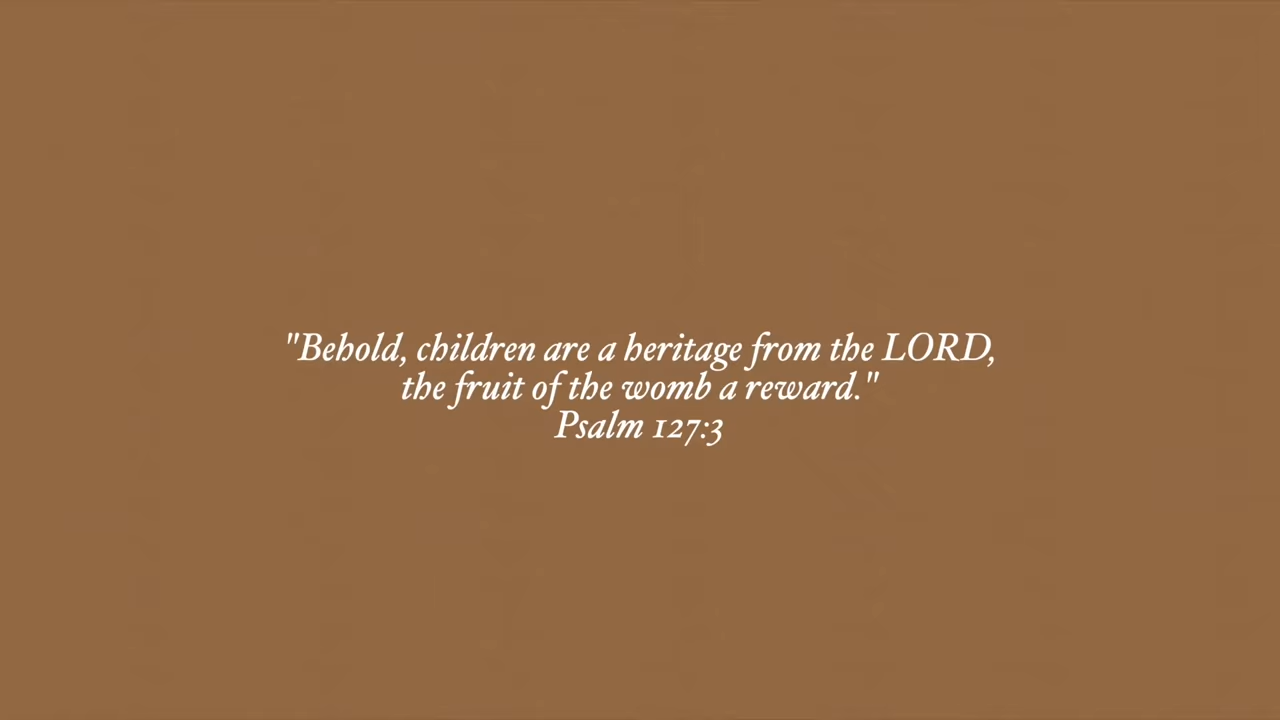 "Behold, children are a heritage from the LORD,
the fruit of the womb a reward."
Psalm 127:3